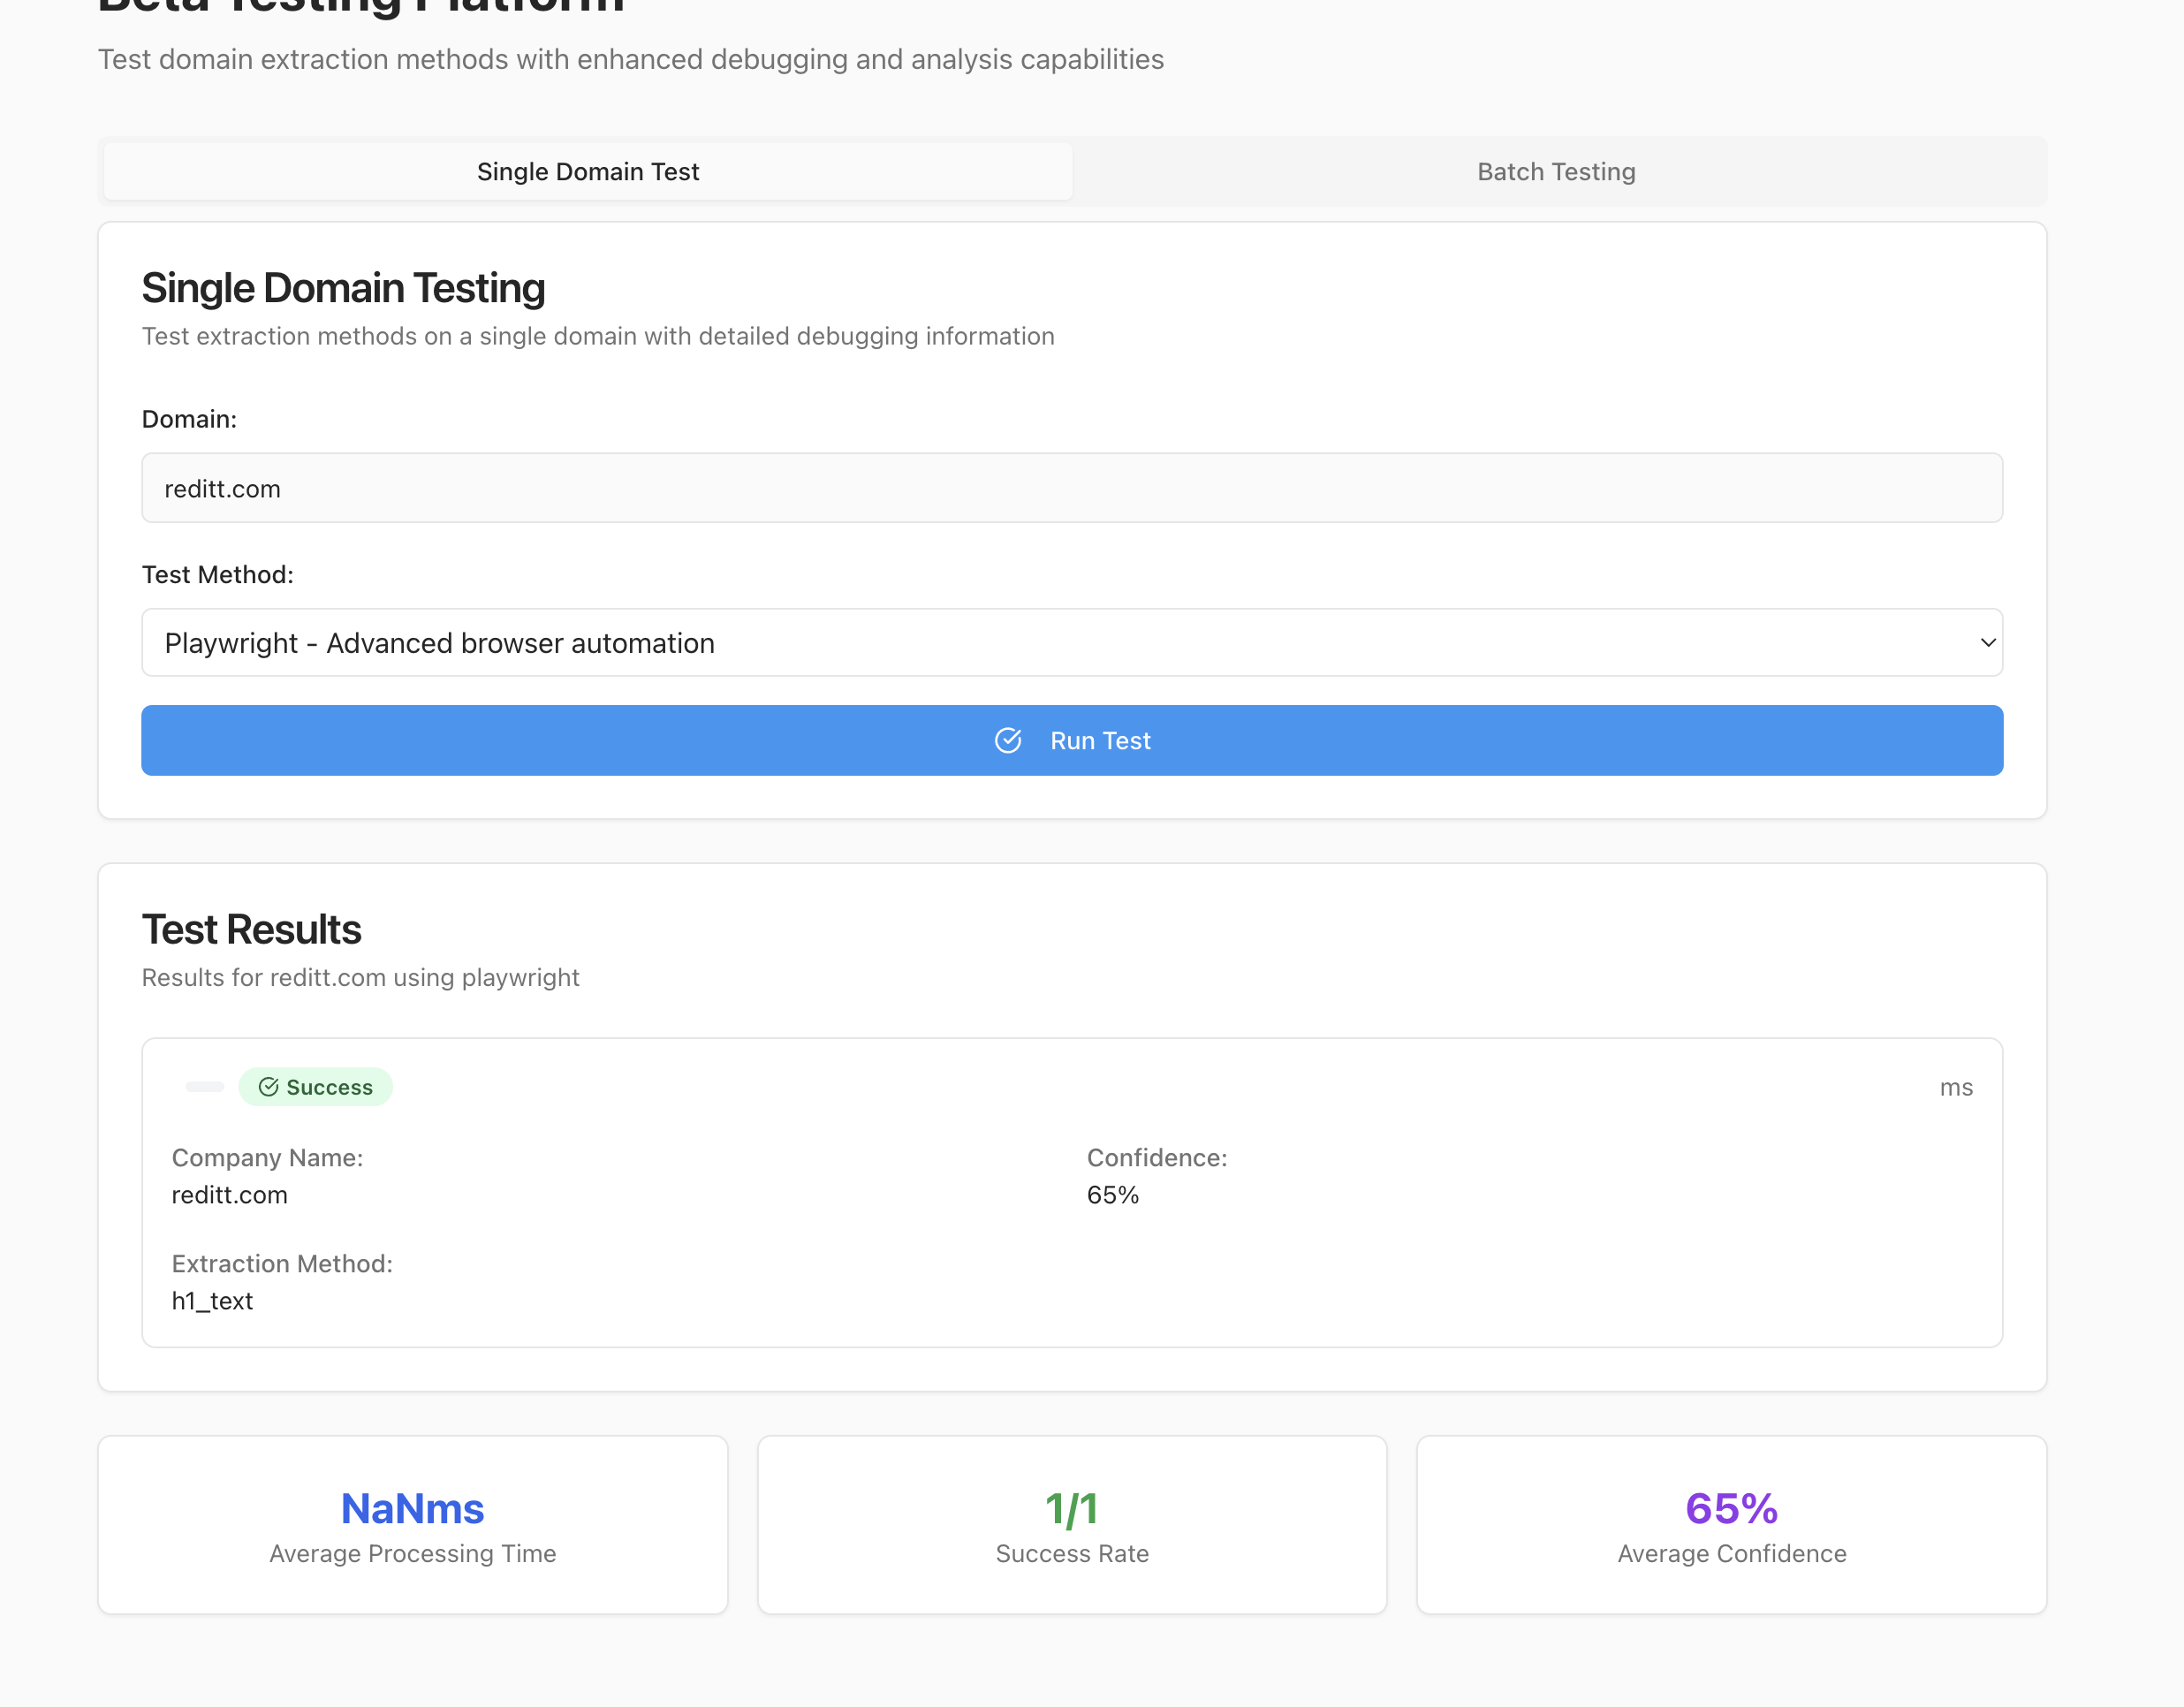 Beta Testing Platform
Test domain extraction methods with enhanced debugging and analysis capabilities
Single Domain Test
Batch Testing
Single Domain Testing
Test extraction methods on a single domain with detailed debugging information
Domain:
reditt.com
Test Method:
Playwright - Advanced browser automation
Run Test
Test Results
Results for reditt.com using playwright
Success
ms
Company Name:
Confidence:
reditt.com
65%
Extraction Method:
h1_text
NaNms
1/1
65%
Average Processing Time
Success Rate
Average Confidence